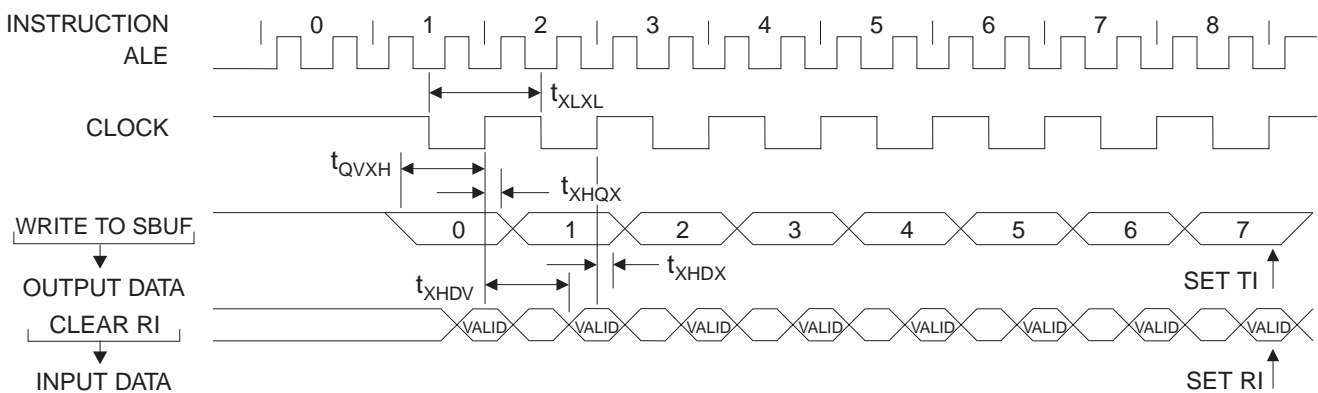 INSTRUCTION 0 1 2 3 4 5 6 7 8
ALE
tXLXL
CLOCK
tQVXH
tXHQX
WRITE TO SBUF 0 1 2 3 4 5 6 7
tXHDX
SET TI
OUTPUT DATA
tXHDV
CLEAR RI VALID VALID VALID VALID VALID VALID VALID VALID
INPUT DATA
SET RI